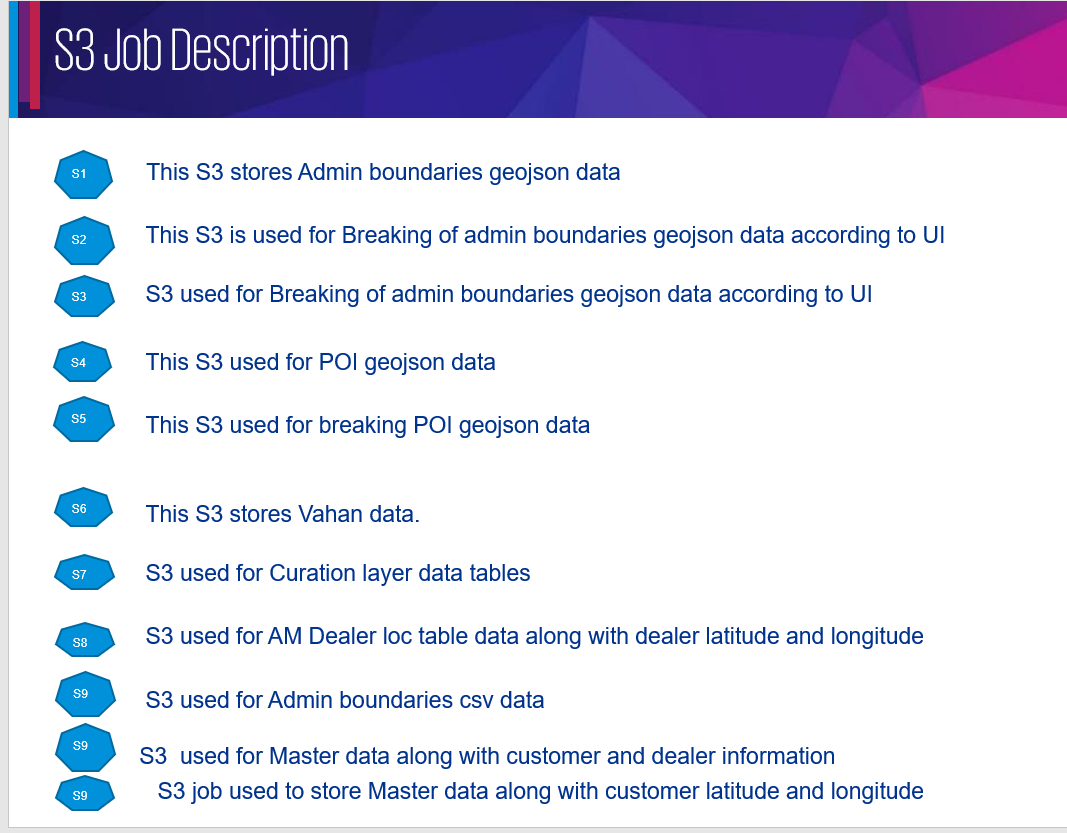 S3 Job Description
S1 This S3 stores Admin boundaries geojson data
S2 This S3 is used for Breaking of admin boundaries geojson data according to UI
S3 S3 used for Breaking of admin boundaries geojson data according to UI
S4 This S3 used for POI geojson data
S5 This S3 used for breaking POI geojson data
S6 This S3 stores Vahan data.
S7 S3 used for Curation layer data tables
S8 S3 used for AM Dealer loc table data along with dealer latitude and longitude
S9 S3 used for Admin boundaries csv data
S9 S3 used for Master data along with customer and dealer information
S9 S3 job used to store Master data along with customer latitude and longitude